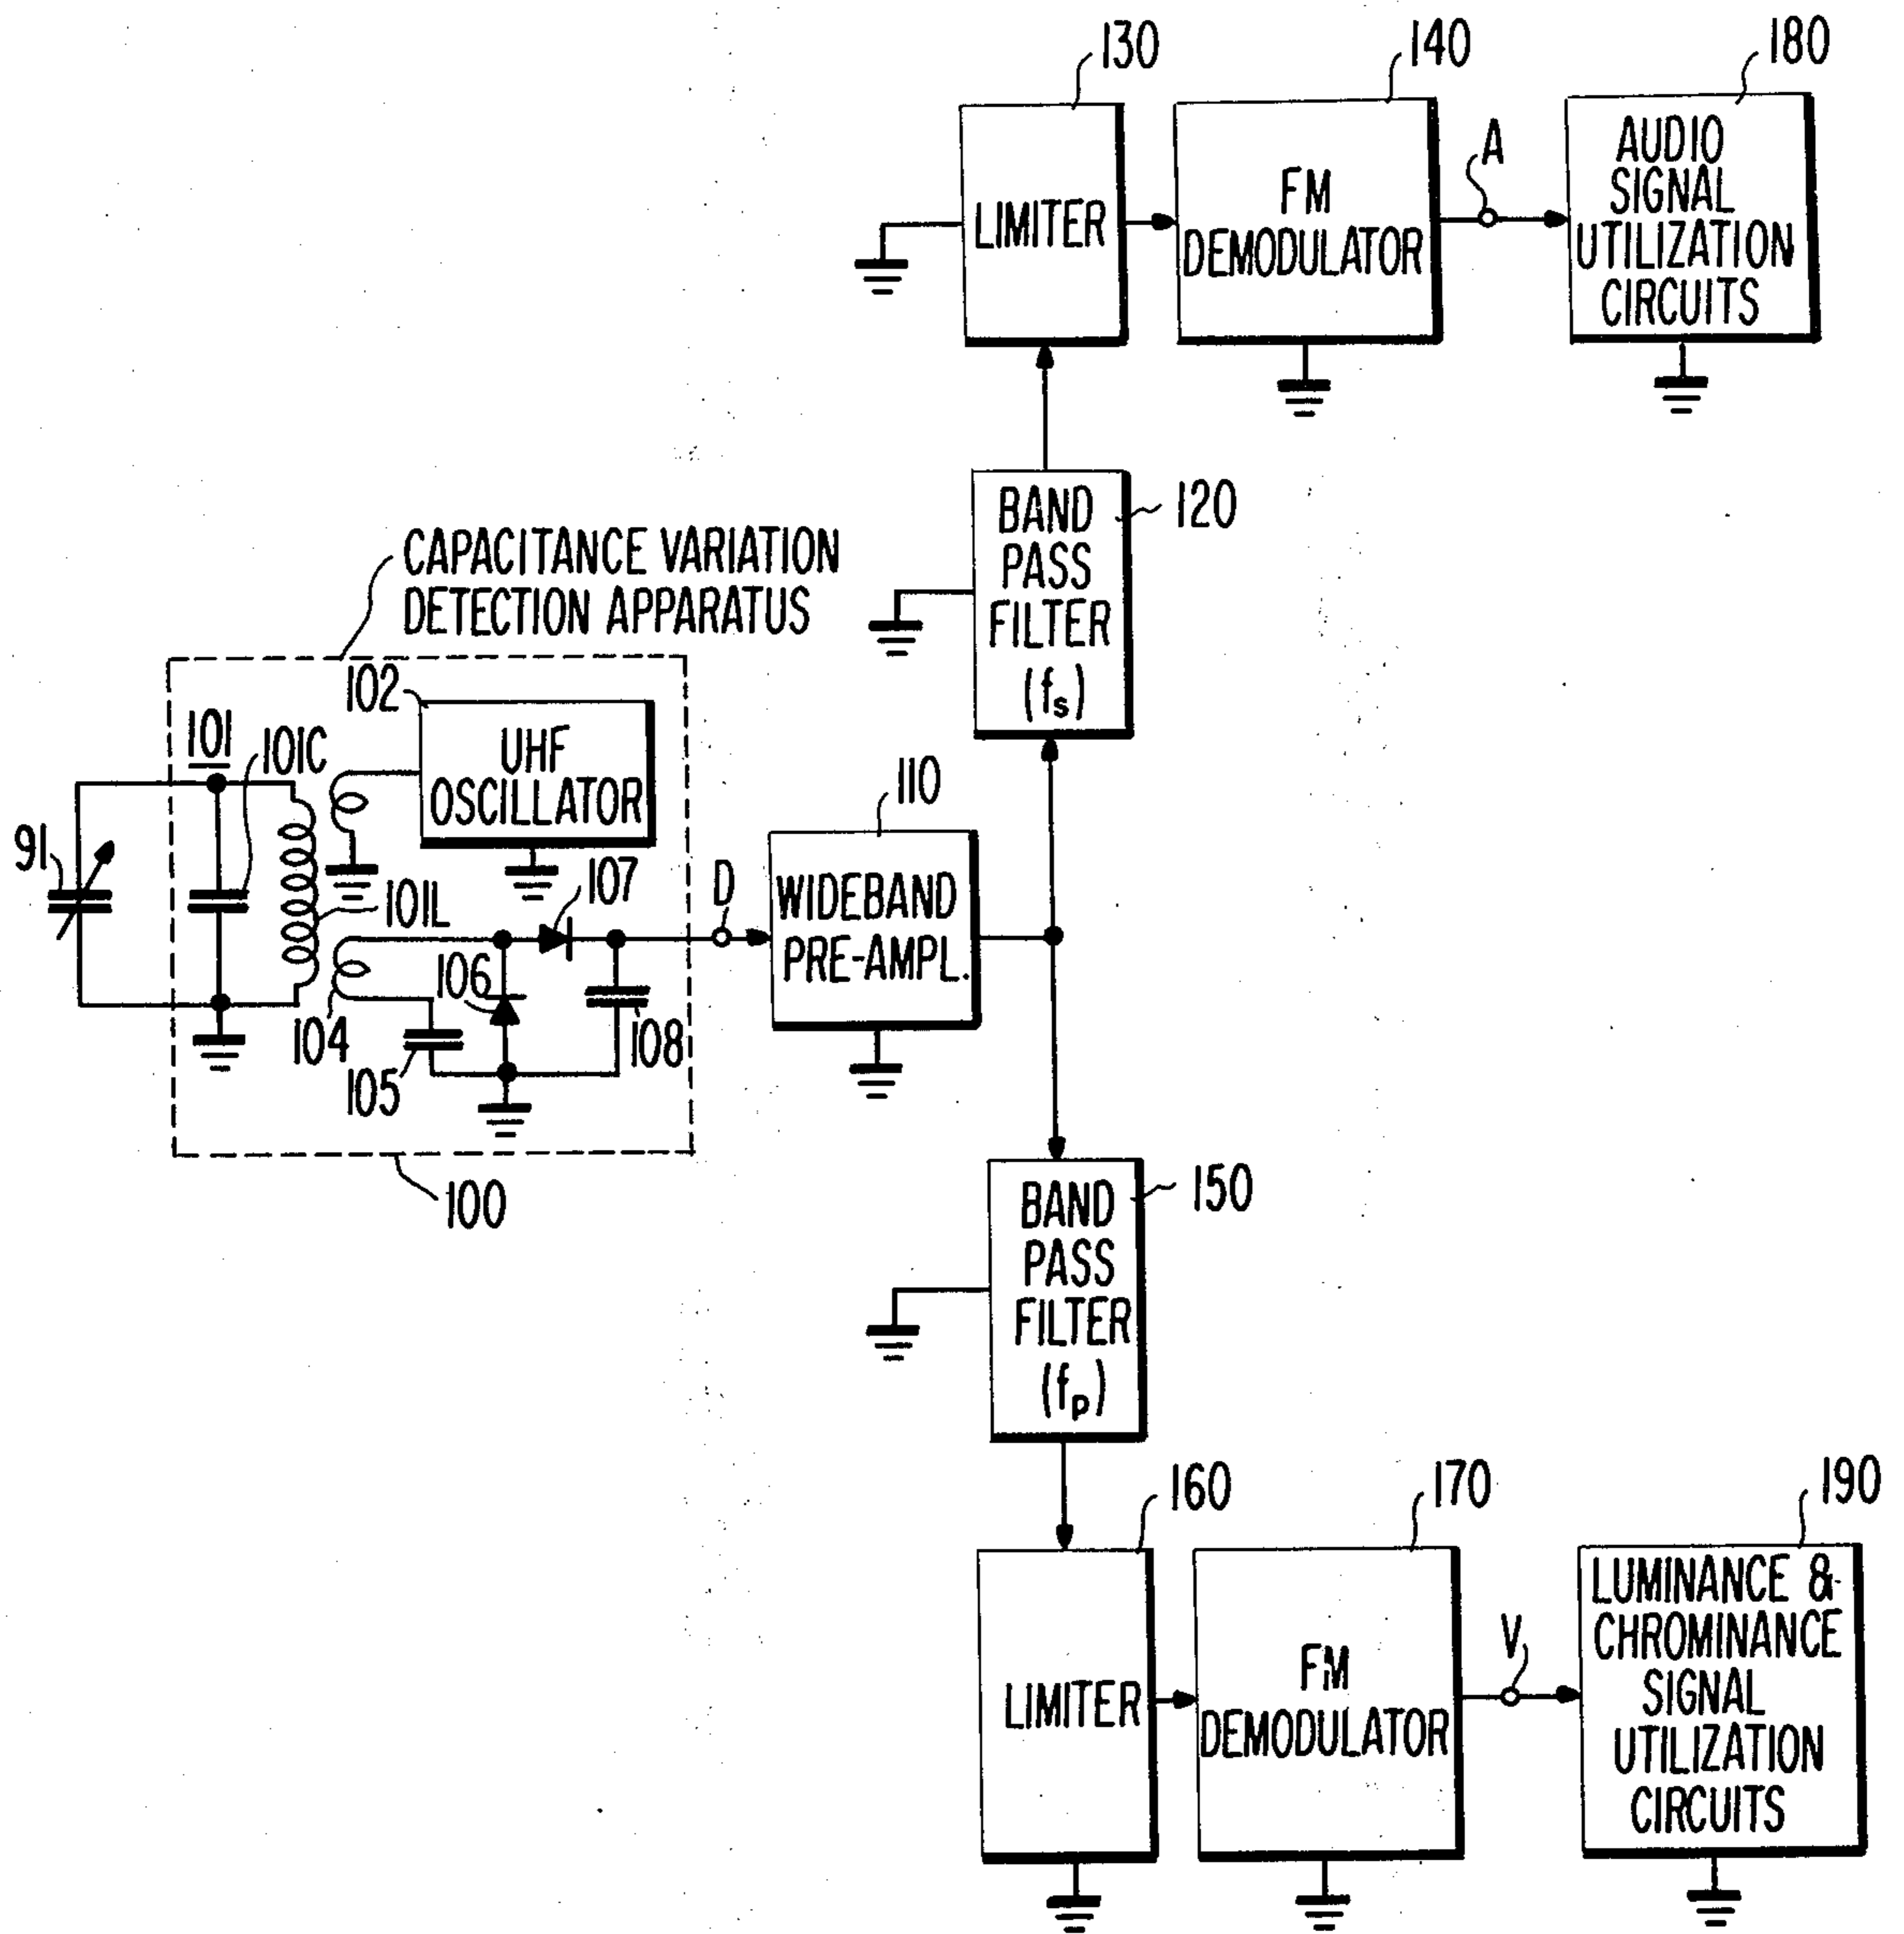 130
140
180
LIMITER
FM
DEMODULATOR
A
AUDIO
SIGNAL
UTILIZATION
CIRCUITS
BAND
PASS
FILTER
(fs)
120
CAPACITANCE VARIATION
DETECTION APPARATUS
102
UHF
OSCILLATOR
101
101C
91
101L
107
D
110
WIDEBAND
PRE-AMPL.
106
104
105
108
100
BAND
PASS
FILTER
(fp)
150
160
170
190
LIMITER
FM
DEMODULATOR
V
LUMINANCE &
CHROMINANCE
SIGNAL
UTILIZATION
CIRCUITS